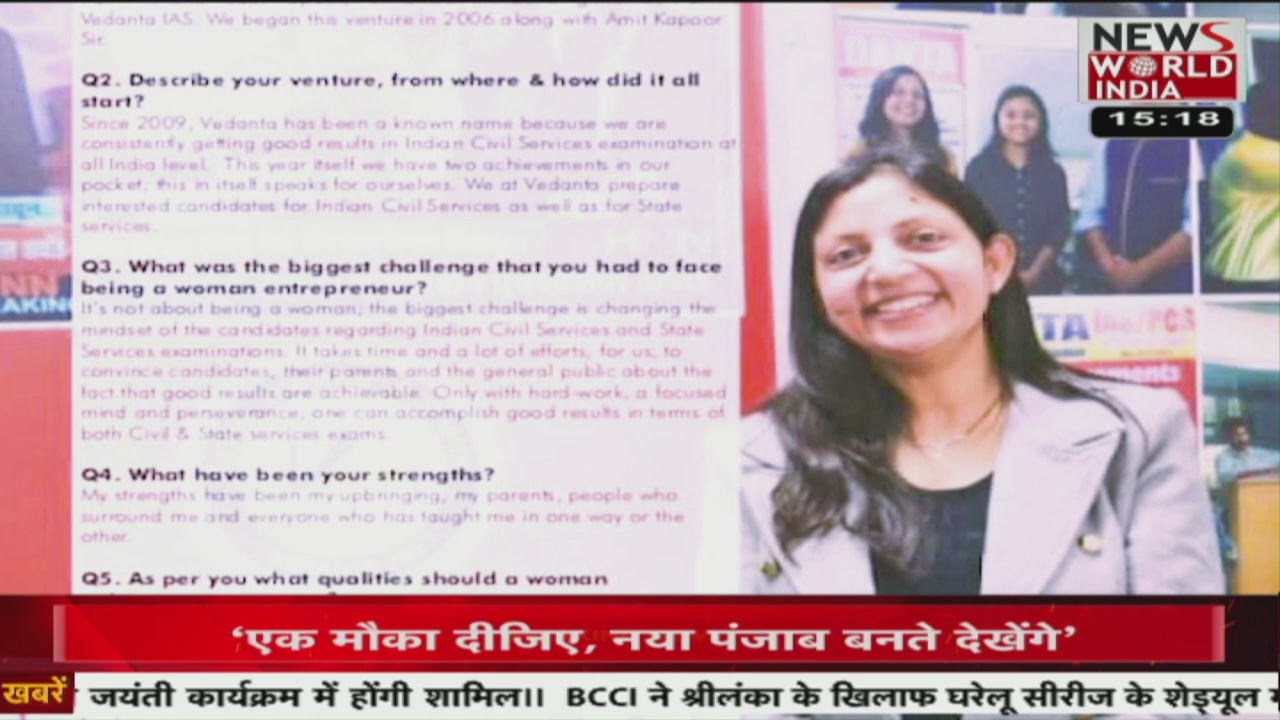 Vedanta IAS. We began this venture in 2006 along with Amit Kapoor
Sir.
Q2. Describe your venture, from where & how did it all
start?
Since 2009, Vedanta has been a known name because we are
consistently getting good results in Indian Civil Services examination at
all India level. This year itself we have two achievements in our
pocket; this in itself speaks for ourselves. We at Vedanta prepare
interested candidates for Indian Civil Services as well as for State
services.
Q3. What was the biggest challenge that you had to face
being a woman entrepreneur?
It's not about being a woman; the biggest challenge is changing the
mindset of the candidates regarding Indian Civil Services and State
Services examinations. It takes time and a lot of efforts, for us, to
convince candidates, their parents and the general public about the
fact that good results are achievable. Only with hard-work, a focused
mind and perseverance, one can accomplish good results in terms of
both Civil & State services exams.
Q4. What have been your strengths?
My strengths have been my upbringing, my parents, people who
surround me and everyone who has taught me in one way or the
other.
Q5. As per you what qualities should a woman
NEWS
WORLD
INDIA
15:18
TA IAS/PCS
‘एक मौका दीजिए, नया पंजाब बनते देखेंगे’
खबरें जयंती कार्यक्रम में होंगी शामिल।। BCCI ने श्रीलंका के खिलाफ घरेलू सीरीज के शेड्यूल